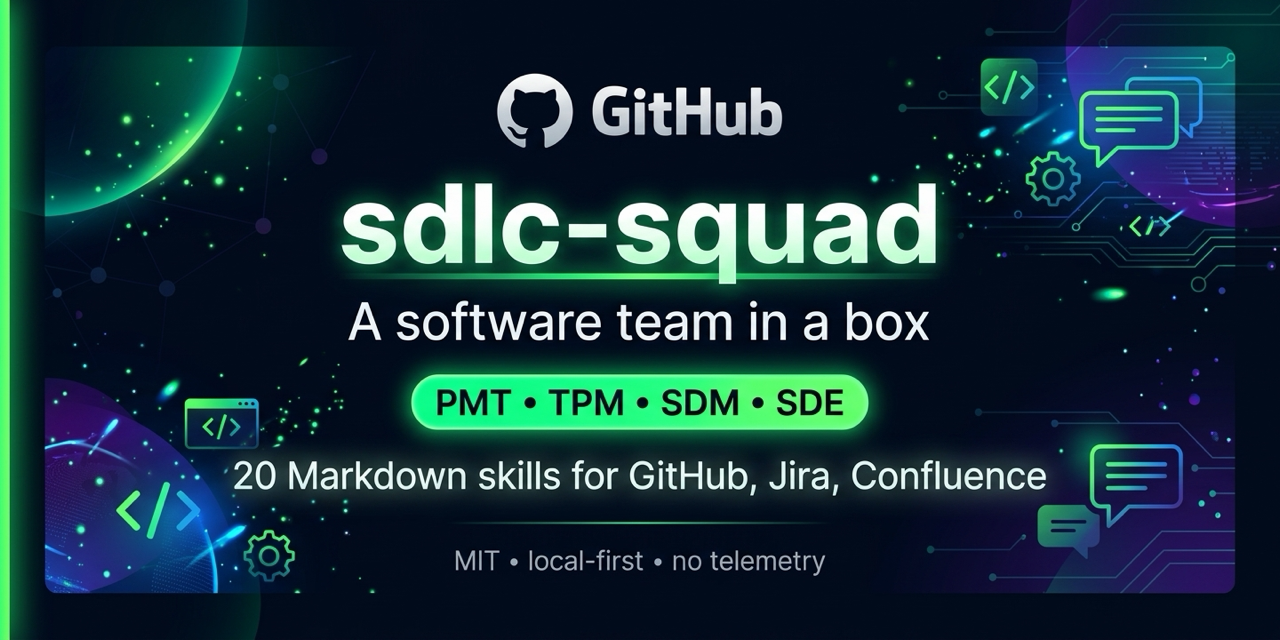 </>
GitHub
sdlc-squad
</>
A software team in a box
PMT • TPM • SDM • SDE
</>
20 Markdown skills for GitHub, Jira, Confluence
</>
MIT • local-first • no telemetry